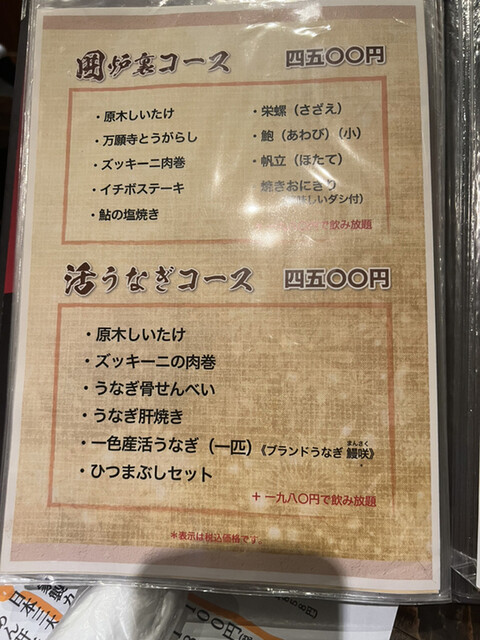 囲炉裏コース 四五〇〇円
・原木しいたけ
・万願寺とうがらし
・ズッキーニ肉巻
・イチボステーキ
・鮎の塩焼き
・栄螺（さざえ）
・鮑（あわび）（小）
・帆立（ほたて）
焼きおにぎり
味しいダシ付）
で飲み放題
活うなぎコース 四五〇〇円
・原木しいたけ
・ズッキーニの肉巻
・うなぎ骨せんべい
・うなぎ肝焼き
・一色産活うなぎ（一匹）《ブランドうなぎ 鰻咲》
まんさく
・ひつまぶしセット
＋一九八〇円で飲み放題
＊表示は税込価格です。